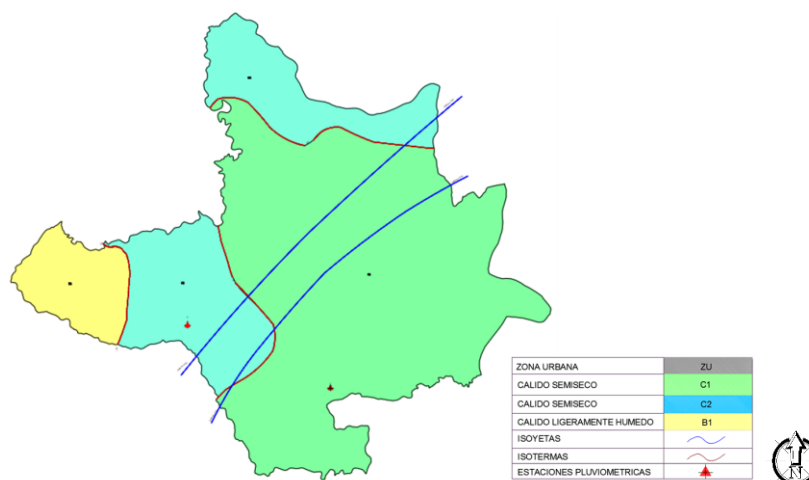 ZONA URBANA ZU
CALIDO SEMISECO C1
CALIDO SEMISECO C2
CALIDO LIGERAMENTE HUMEDO B1
ISOYETAS
ISOTERMAS
ESTACIONES PLUVIOMETRICAS
N